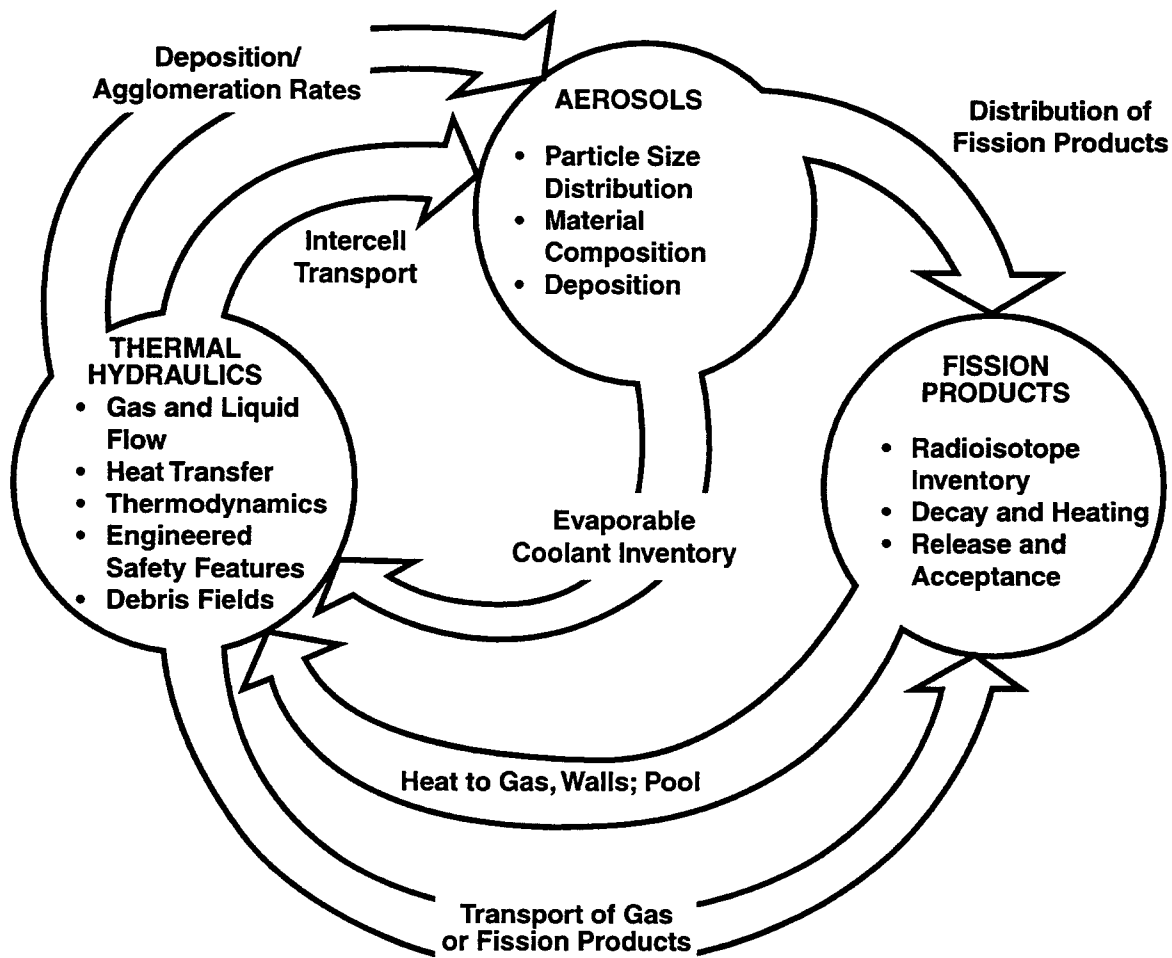 Deposition/
Agglomeration Rates
AEROSOLS
• Particle Size
Distribution
• Material
Composition
• Deposition
Distribution of
Fission Products
Intercell
Transport
THERMAL
HYDRAULICS
• Gas and Liquid
Flow
• Heat Transfer
• Thermodynamics
• Engineered
Safety Features
• Debris Fields
FISSION
PRODUCTS
• Radioisotope
Inventory
• Decay and Heating
• Release and
Acceptance
Evaporable
Coolant Inventory
Heat to Gas, Walls; Pool
Transport of Gas
or Fission Products